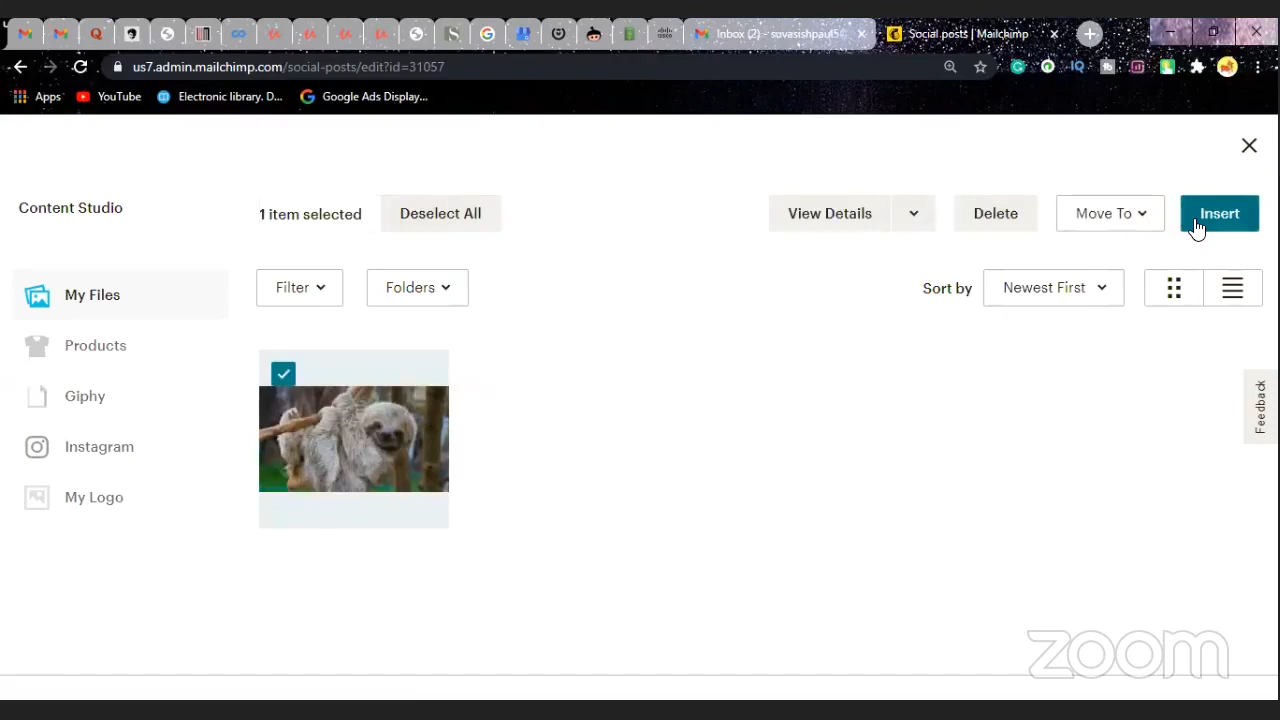 Inbox (2) - suvasishpaul54
Social posts | Mailchimp
us7.admin.mailchimp.com/social-posts/edit?id=31057
Apps YouTube Electronic library. D... Google Ads Display...
Content Studio
1 item selected Deselect All View Details Delete Move To Insert
My Files Filter Folders Sort by Newest First
Products
Giphy
Instagram
My Logo
Feedback
zoom